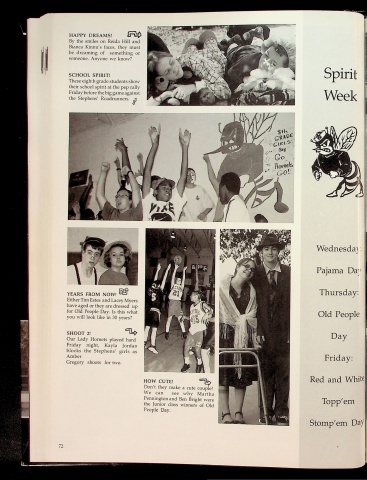 HAPPY DREAMS!
By the smiles on Reida Hill and
Bianca Kinnu's faces, they must
be dreaming of something or
someone. Anyone we know?
SCHOOL SPIRIT!
These eighth grade students show
their school spirit at the pep rally
Friday before the big game against
the Stephens' Roadrunners.
BIG
GRADE
GIRLS
Say
Go
Hornets
GO!
YEARS FROM NOW!
Either Tim Estes and Lacey Myers
have aged or they are dressed up
for Old People Day. Is this what
you will look like in 30 years?
SHOOT 2!
Our Lady Hornets played hard
Friday night, Kayla Jordan
blocks the Stephens' girls as
Amber
Gregory shoots for two.
HOW CUTE!
Don't they make a cute couple!
We can see why Martha
Pennington and Ben Bright were
the Junior class winners of Old
People Day.
72
Spirit
Week
Wednesday
Pajama Day
Thursday:
Old People
Day
Friday:
Red and White
Topp'em
Stomp'em Day